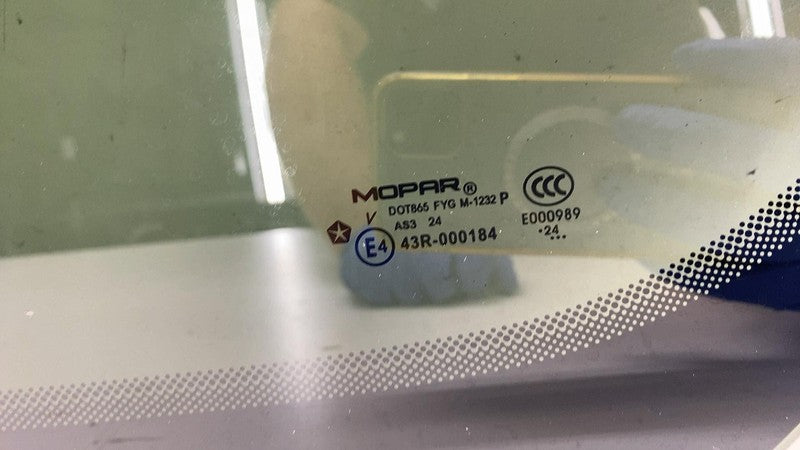 MOPAR®
V DOT865 FYG M-1232 P
AS3 24
E4 43R-000184
CCC
E000989
·24...